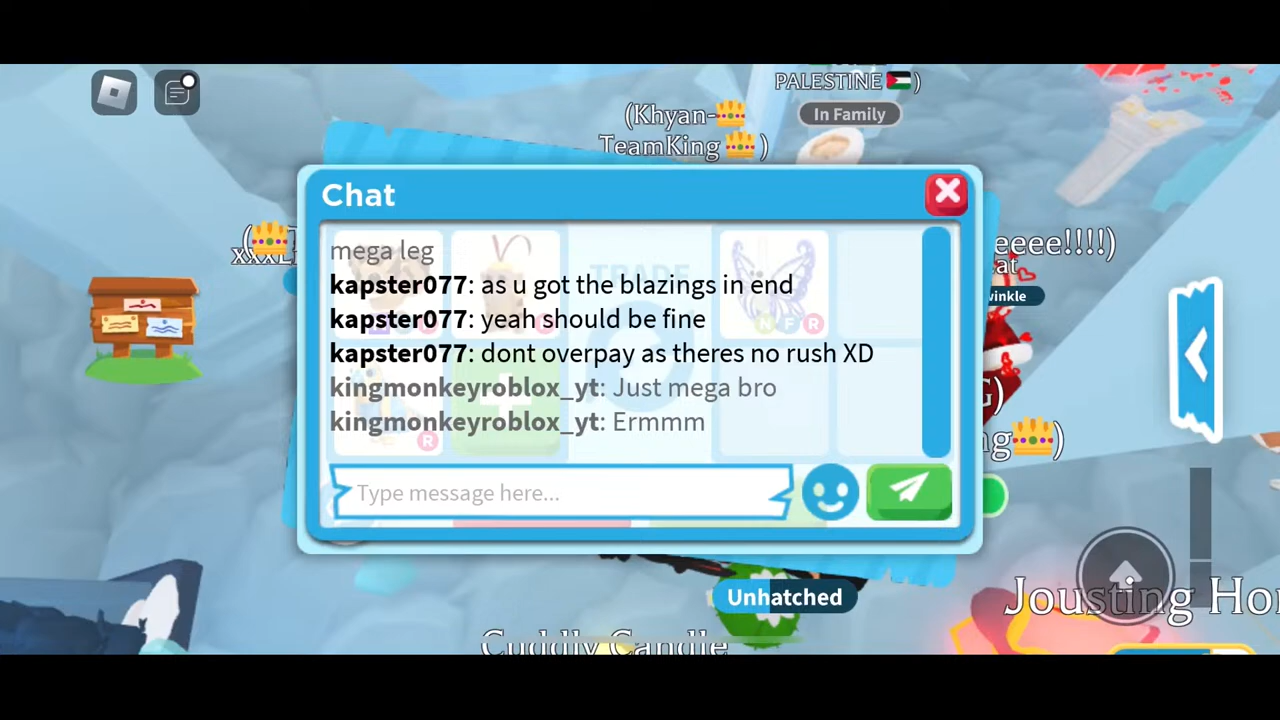 PALESTINE🇵🇸)
(Khyan-👑
TeamKing👑)
In Family
Chat
mega leg
kapster077: as u got the blazings in end
kapster077: yeah should be fine
kapster077: dont overpay as theres no rush XD
kingmonkeyroblox_yt: Just mega bro
kingmonkeyroblox_yt: Ermmm
TRADE
N F R
R
eeee!!!!)
Type message here...
Unhatched
Jousting Ho
Cuddly Candle